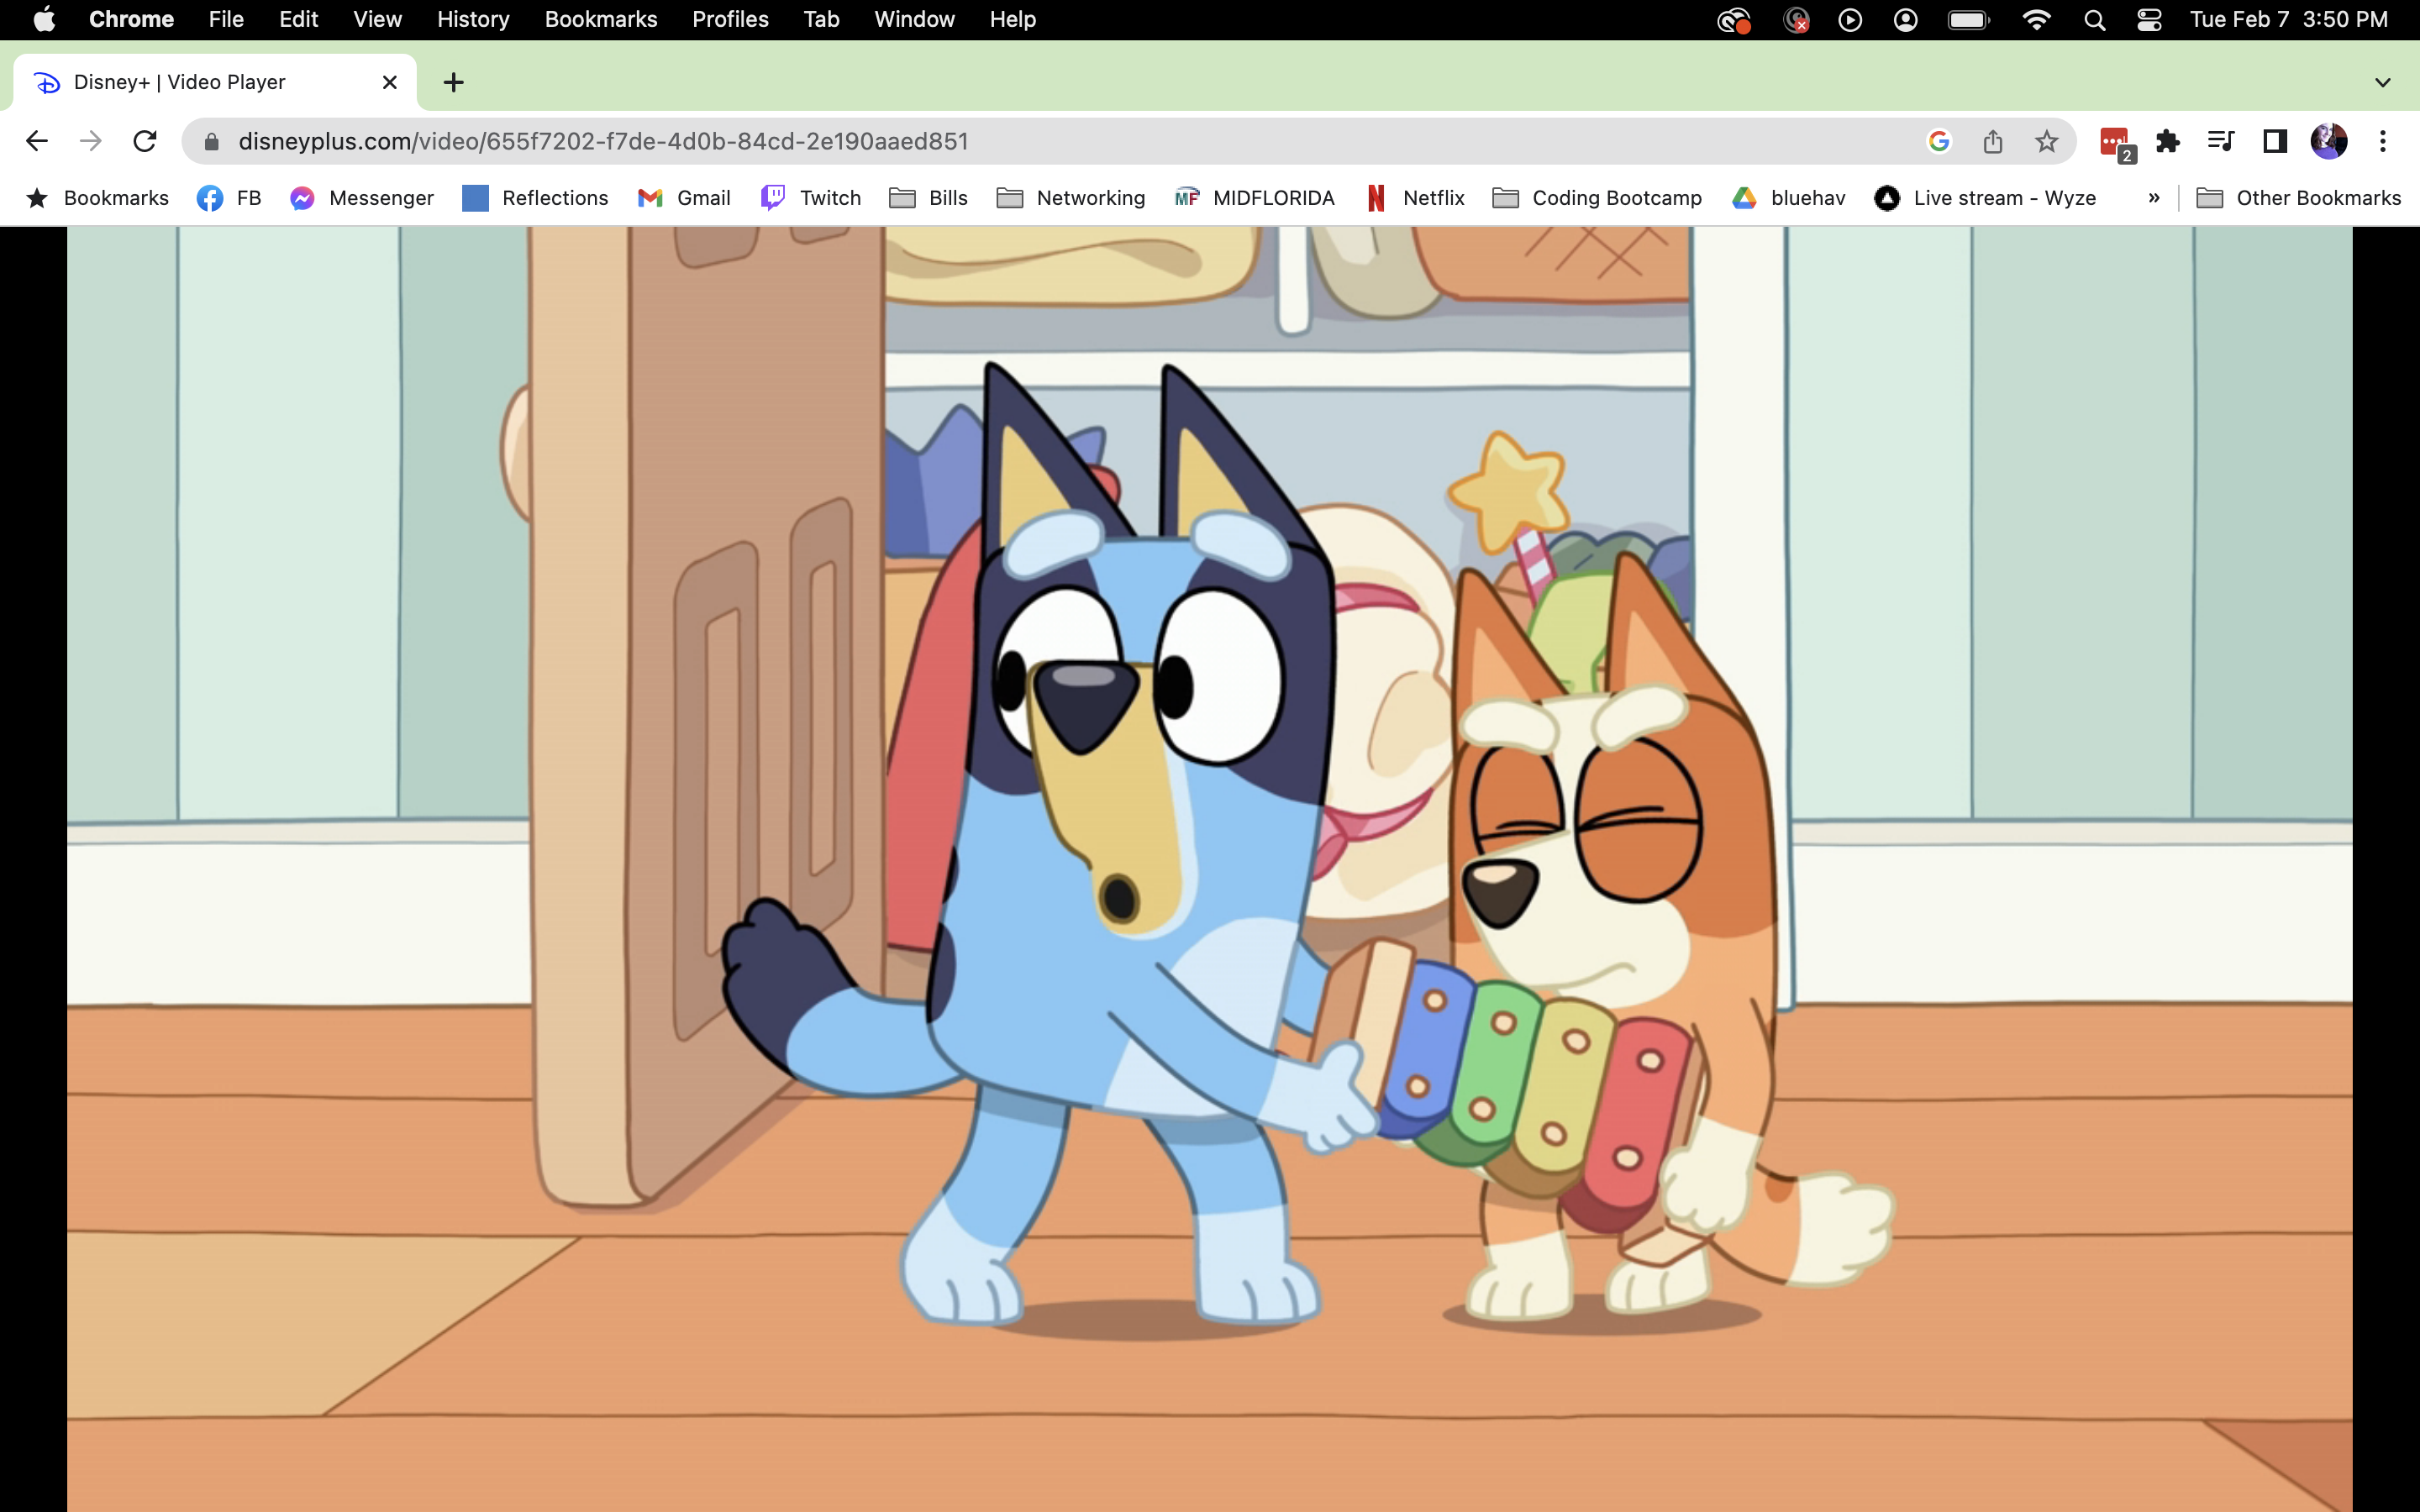 Chrome File Edit View History Bookmarks Profiles Tab Window Help Tue Feb 7 3:50 PM
Disney+ | Video Player
disneyplus.com/video/655f7202-f7de-4d0b-84cd-2e190aaed851 2
Bookmarks FB Messenger Reflections Gmail Twitch Bills Networking MF MIDFLORIDA Netflix Coding Bootcamp bluehav Live stream - Wyze » Other Bookmarks